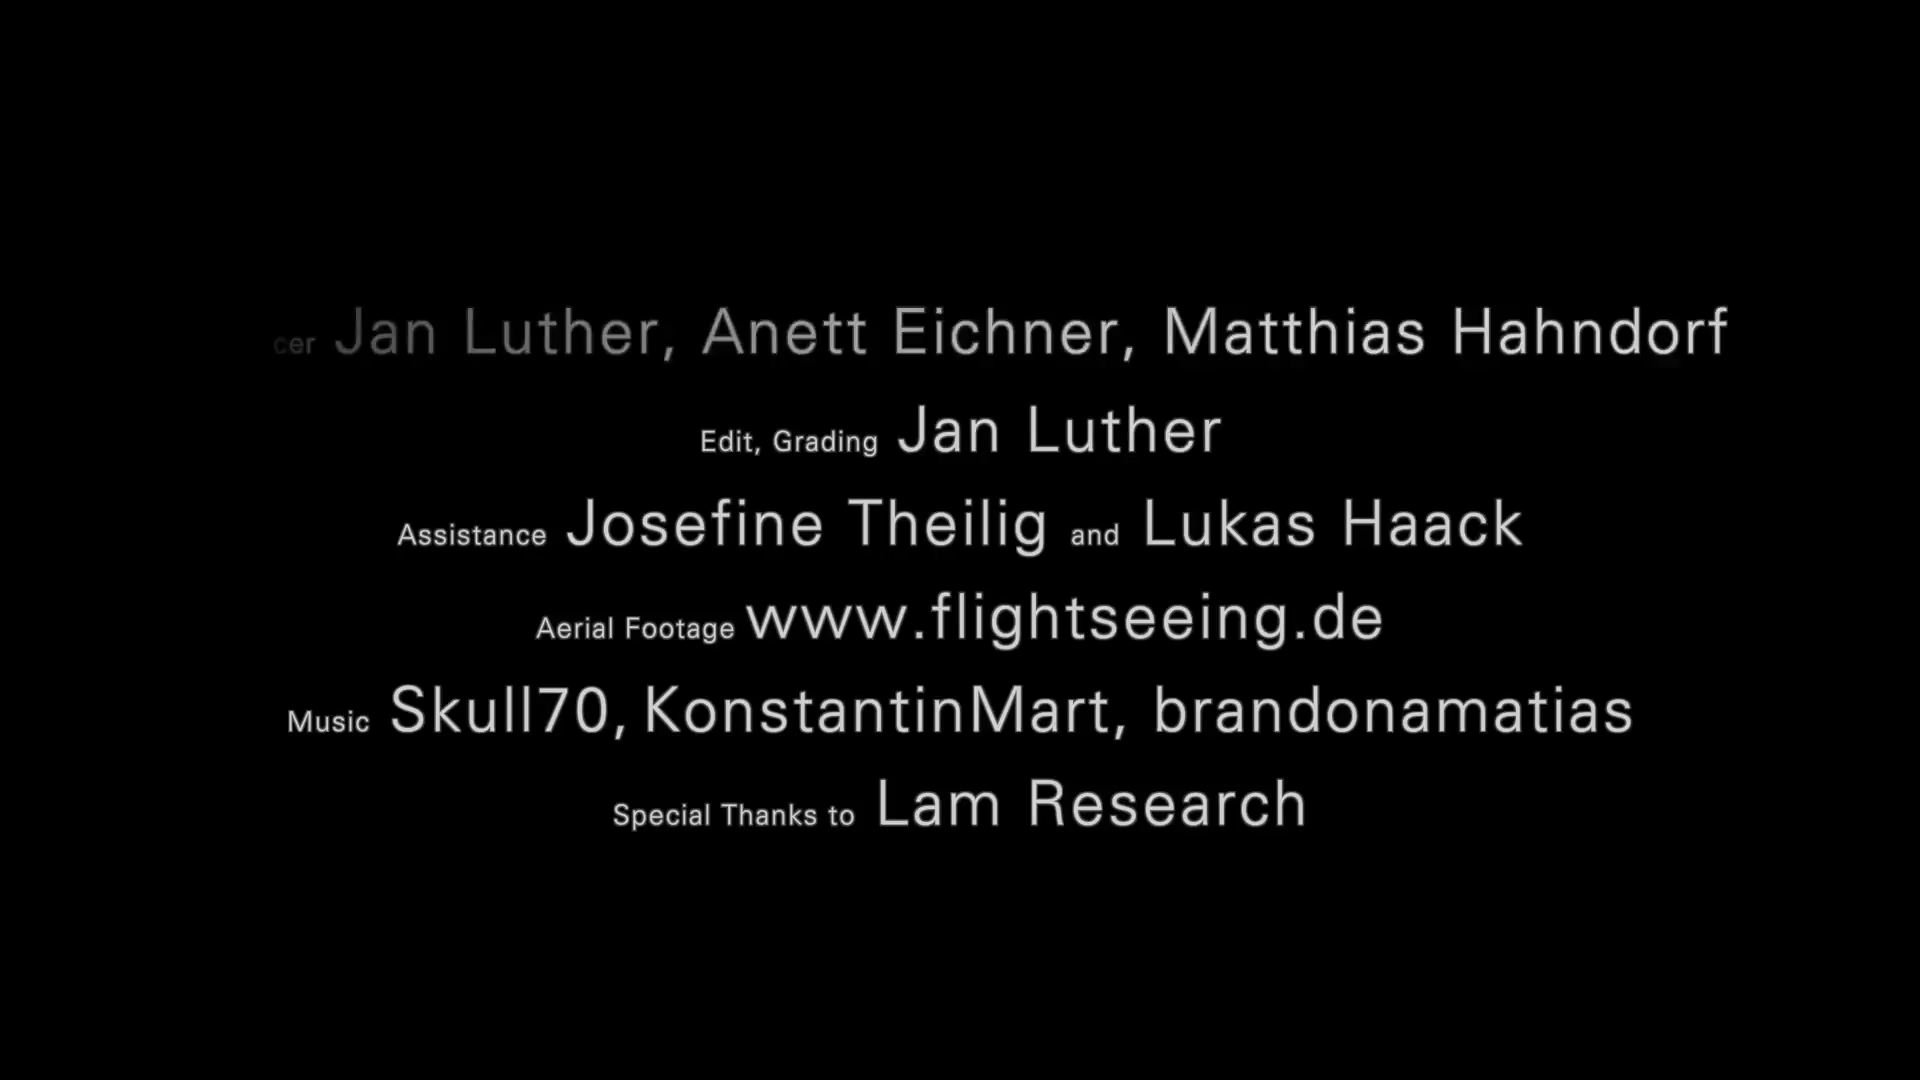 cer Jan Luther, Anett Eichner, Matthias Hahndorf
Edit, Grading Jan Luther
Assistance Josefine Theilig and Lukas Haack
Aerial Footage www.flightseeing.de
Music Skull70, KonstantinMart, brandonamatias
Special Thanks to Lam Research